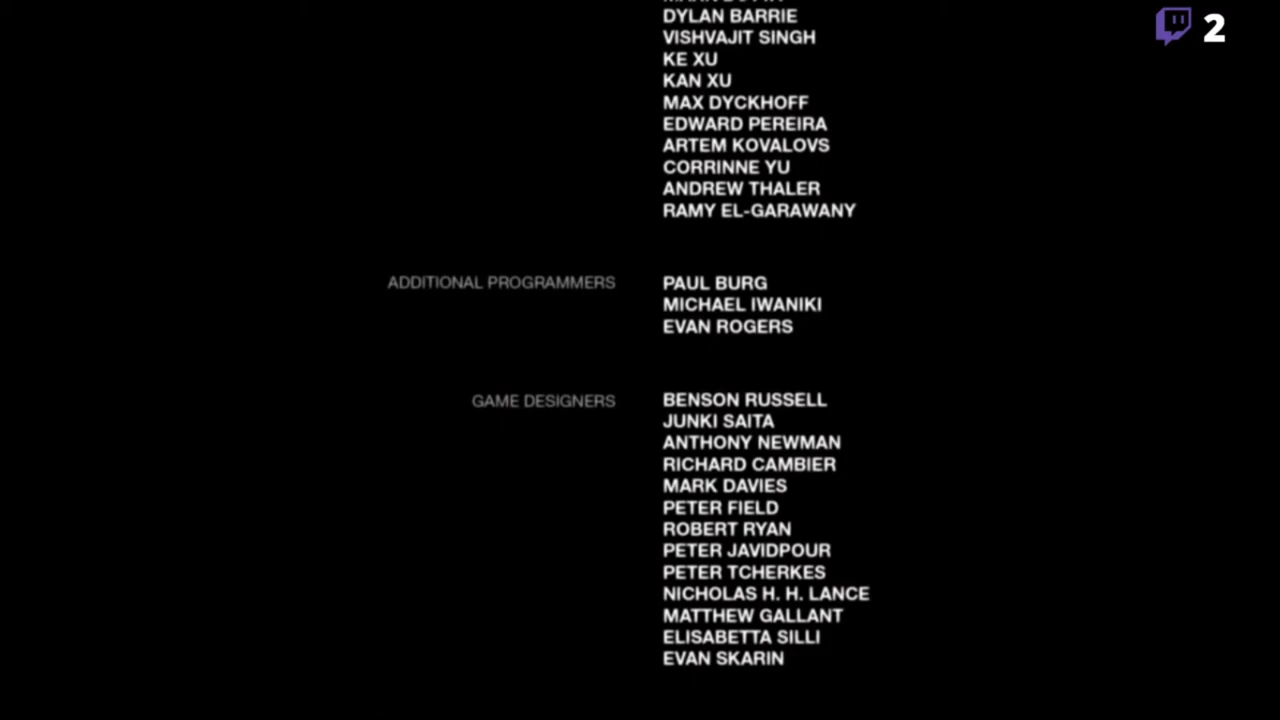 DYLAN BARRIE
2
VISHVAJIT SINGH
KE XU
KAN XU
MAX DYCKHOFF
EDWARD PEREIRA
ARTEM KOVALOVS
CORRINNE YU
ANDREW THALER
RAMY EL-GARAWANY
ADDITIONAL PROGRAMMERS PAUL BURG
MICHAEL IWANIKI
EVAN ROGERS
GAME DESIGNERS BENSON RUSSELL
JUNKI SAITA
ANTHONY NEWMAN
RICHARD CAMBIER
MARK DAVIES
PETER FIELD
ROBERT RYAN
PETER JAVIDPOUR
PETER TCHERKES
NICHOLAS H. H. LANCE
MATTHEW GALLANT
ELISABETTA SILLI
EVAN SKARIN